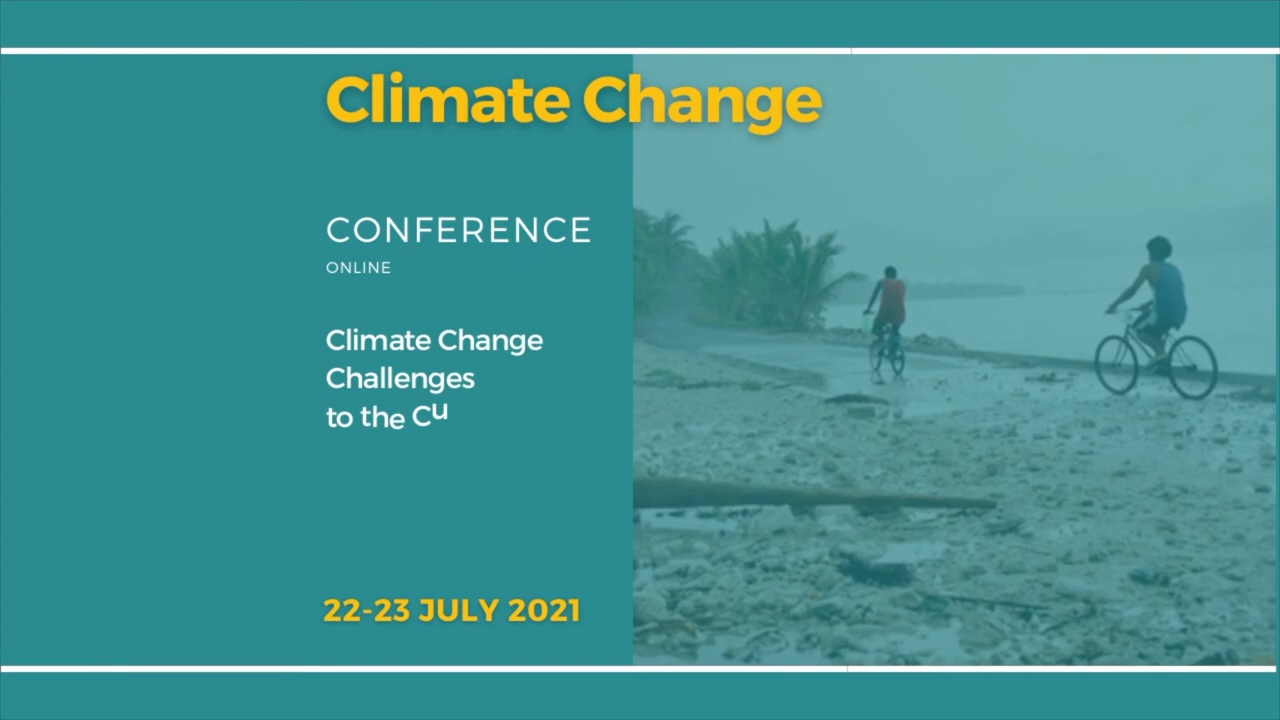 Climate Change
CONFERENCE
ONLINE
Climate Change
Challenges
to the Cu
22-23 JULY 2021